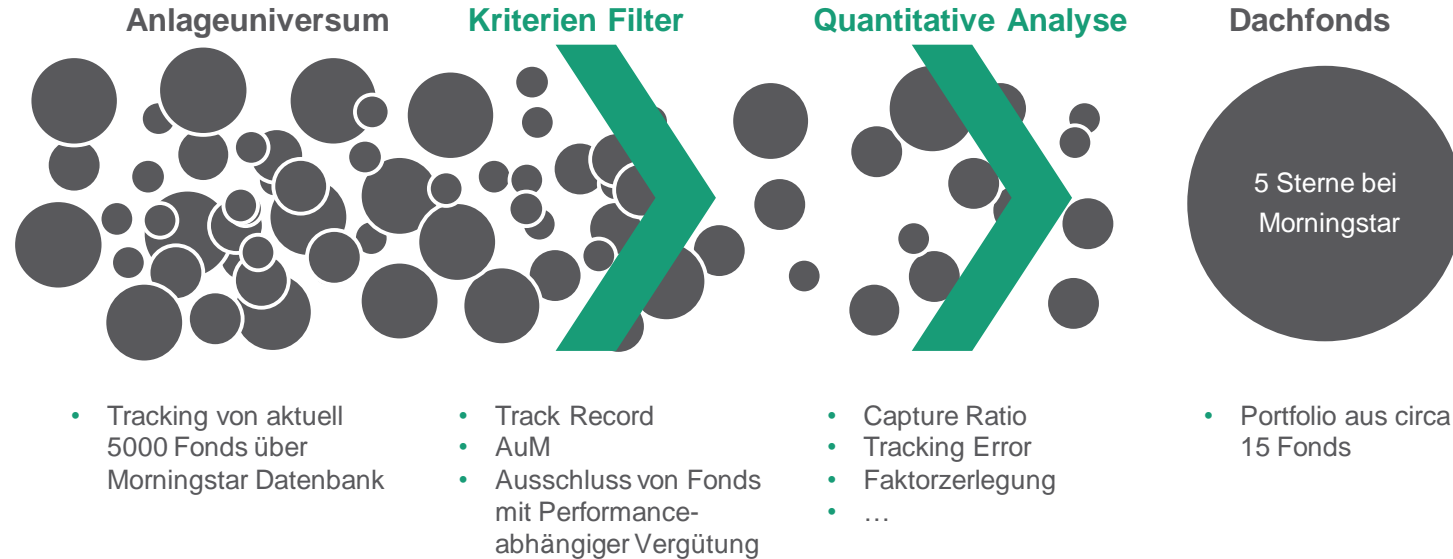 Anlageuniversum
Kriterien Filter
Quantitative Analyse
Dachfonds
5 Sterne bei
Morningstar
• Tracking von aktuell
5000 Fonds über
Morningstar Datenbank
• Track Record
• AuM
• Ausschluss von Fonds
mit Performance-
abhängiger Vergütung
• Capture Ratio
• Tracking Error
• Faktorzerlegung
• …
• Portfolio aus circa
15 Fonds